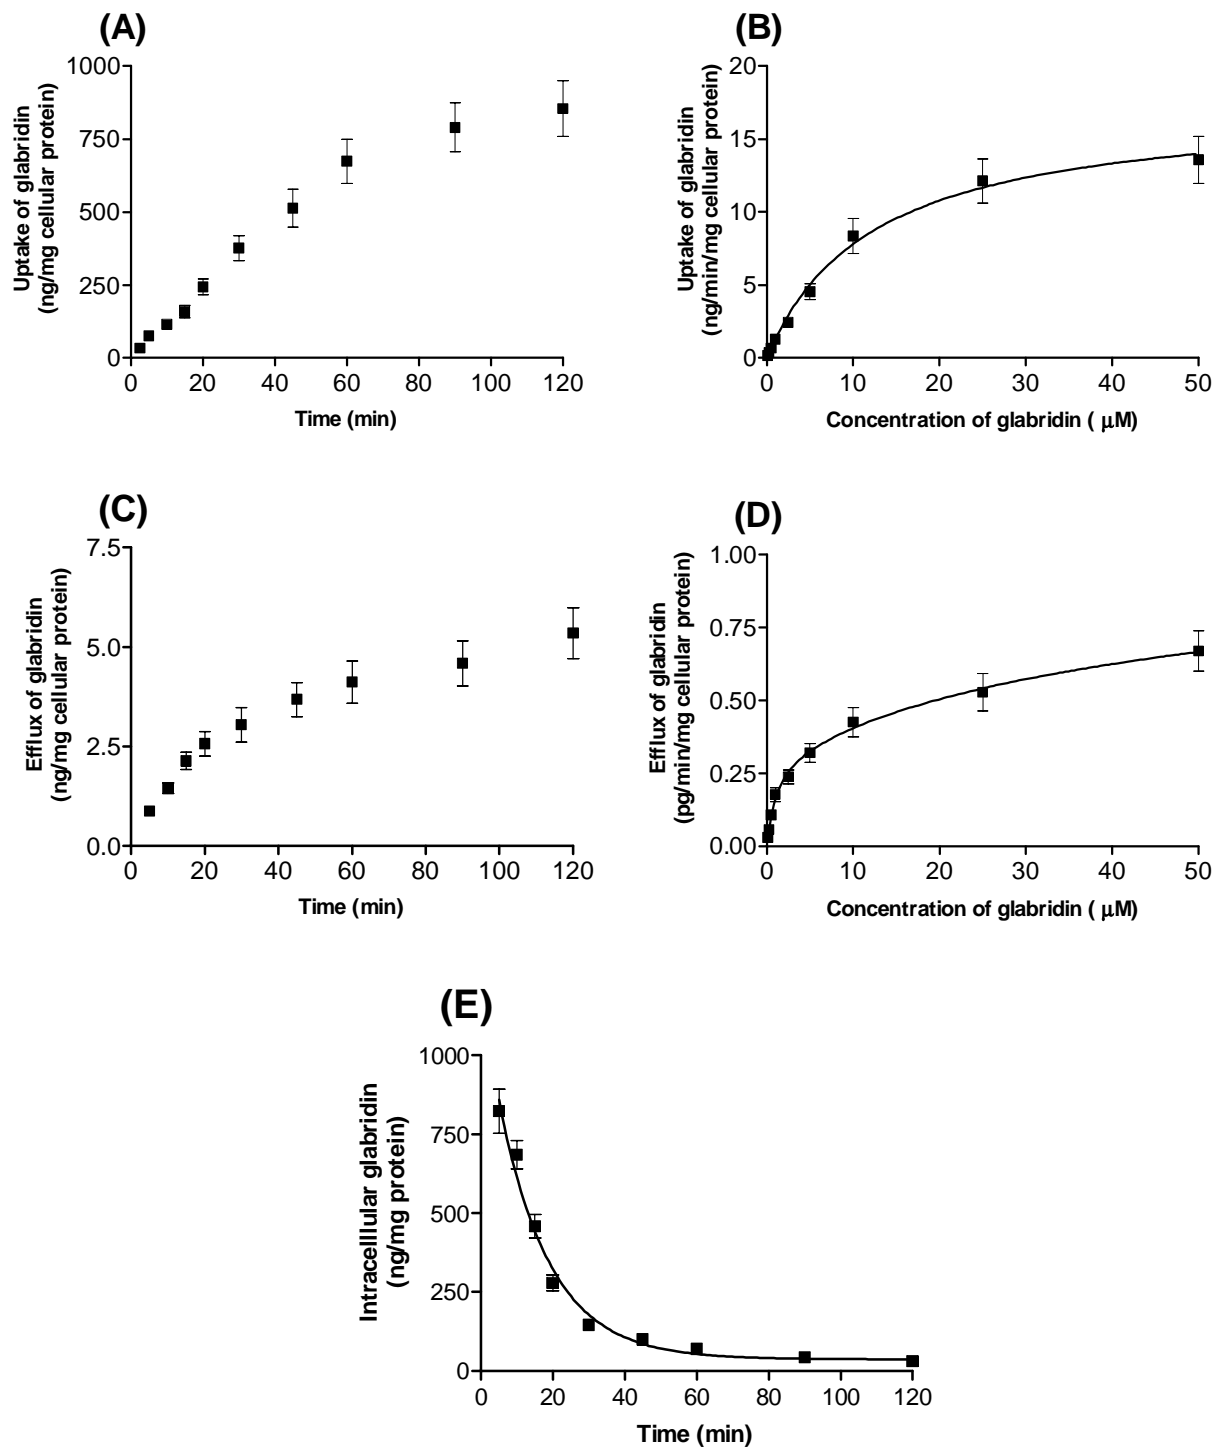 (A)
Uptake of glabridin
(ng/mg cellular protein)
1000
750
500
250
0
0 20 40 60 80 100 120
Time (min)
(B)
Uptake of glabridin
(ng/min/mg cellular protein)
20
15
10
5
0
0 10 20 30 40 50
Concentration of glabridin ( μM)
(C)
Efflux of glabridin
(ng/mg cellular protein)
7.5
5.0
2.5
0.0
0 20 40 60 80 100 120
Time (min)
(D)
Efflux of glabridin
(pg/min/mg cellular protein)
1.00
0.75
0.50
0.25
0.00
0 10 20 30 40 50
Concentration of glabridin ( μM)
(E)
Intracelllular glabridin
(ng/mg protein)
1000
750
500
250
0
0 20 40 60 80 100 120
Time (min)